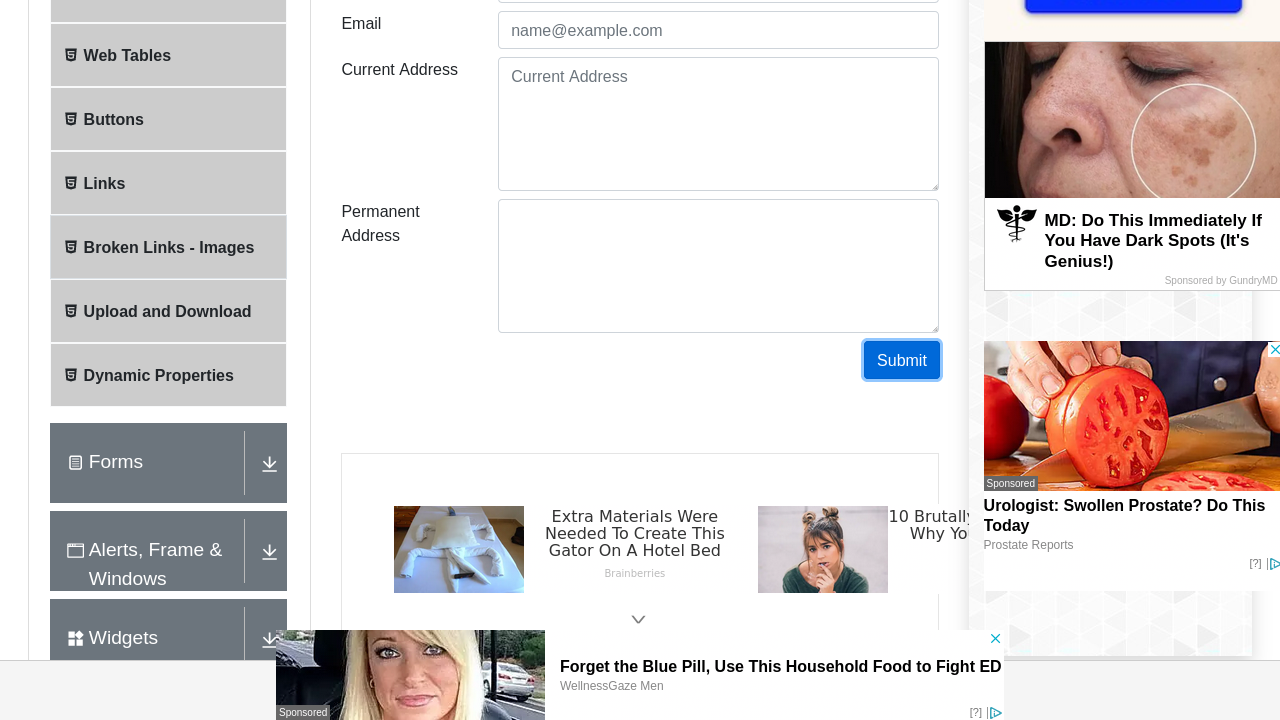 Web Tables
Buttons
Links
Broken Links - Images
Upload and Download
Dynamic Properties
Forms
Alerts, Frame &
Windows
Widgets
Email
name@example.com
Current Address
Current Address
Permanent
Address
Submit
Extra Materials Were
Needed To Create This
Gator On A Hotel Bed
Brainberries
10 Brutally
MD: Do This Immediately If
You Have Dark Spots (It's
Genius!)
Sponsored by GundryMD
Sponsored
Urologist: Swollen Prostate? Do This
Today
Prostate Reports
[?]
Forget the Blue Pill, Use This Household Food to Fight ED
WellnessGaze Men
Sponsored
[?]